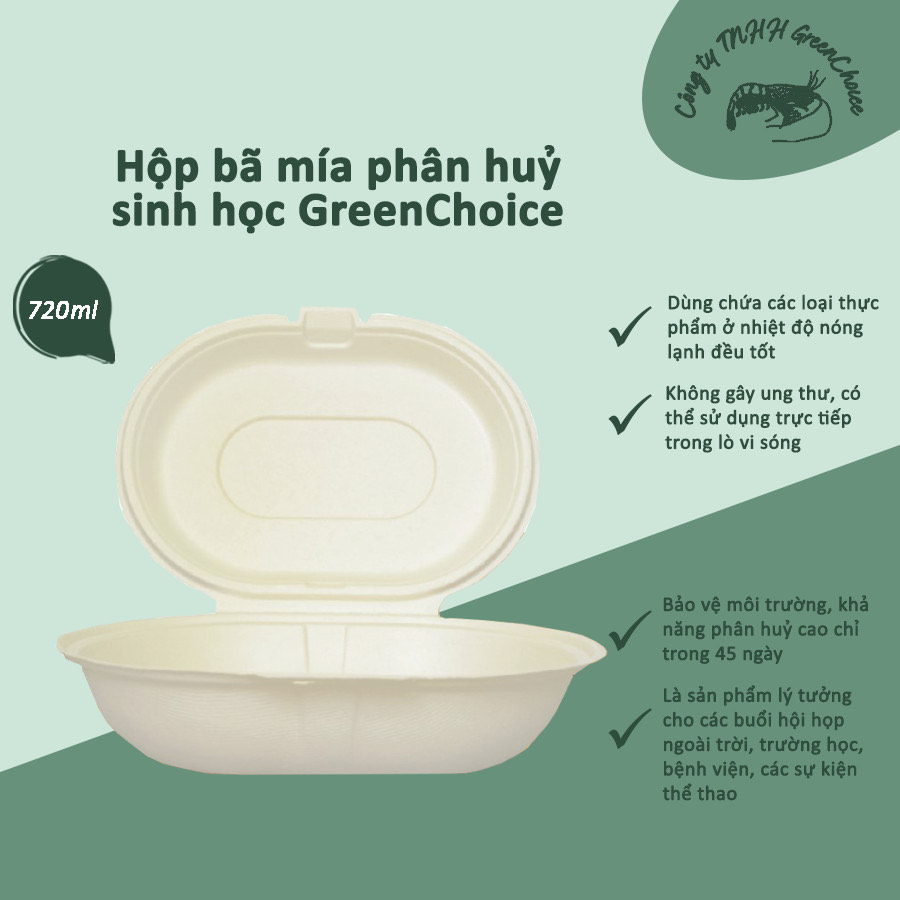 Công ty TNHH GreenChoice
Hộp bã mía phân huỷ
sinh học GreenChoice
720ml
Dùng chứa các loại thực
phẩm ở nhiệt độ nóng
lạnh đều tốt
Không gây ung thư, có
thể sử dụng trực tiếp
trong lò vi sóng
Bảo vệ môi trường, khả
năng phân huỷ cao chỉ
trong 45 ngày
Là sản phẩm lý tưởng
cho các buổi hội họp
ngoài trời, trường học,
bệnh viện, các sự kiện
thể thao